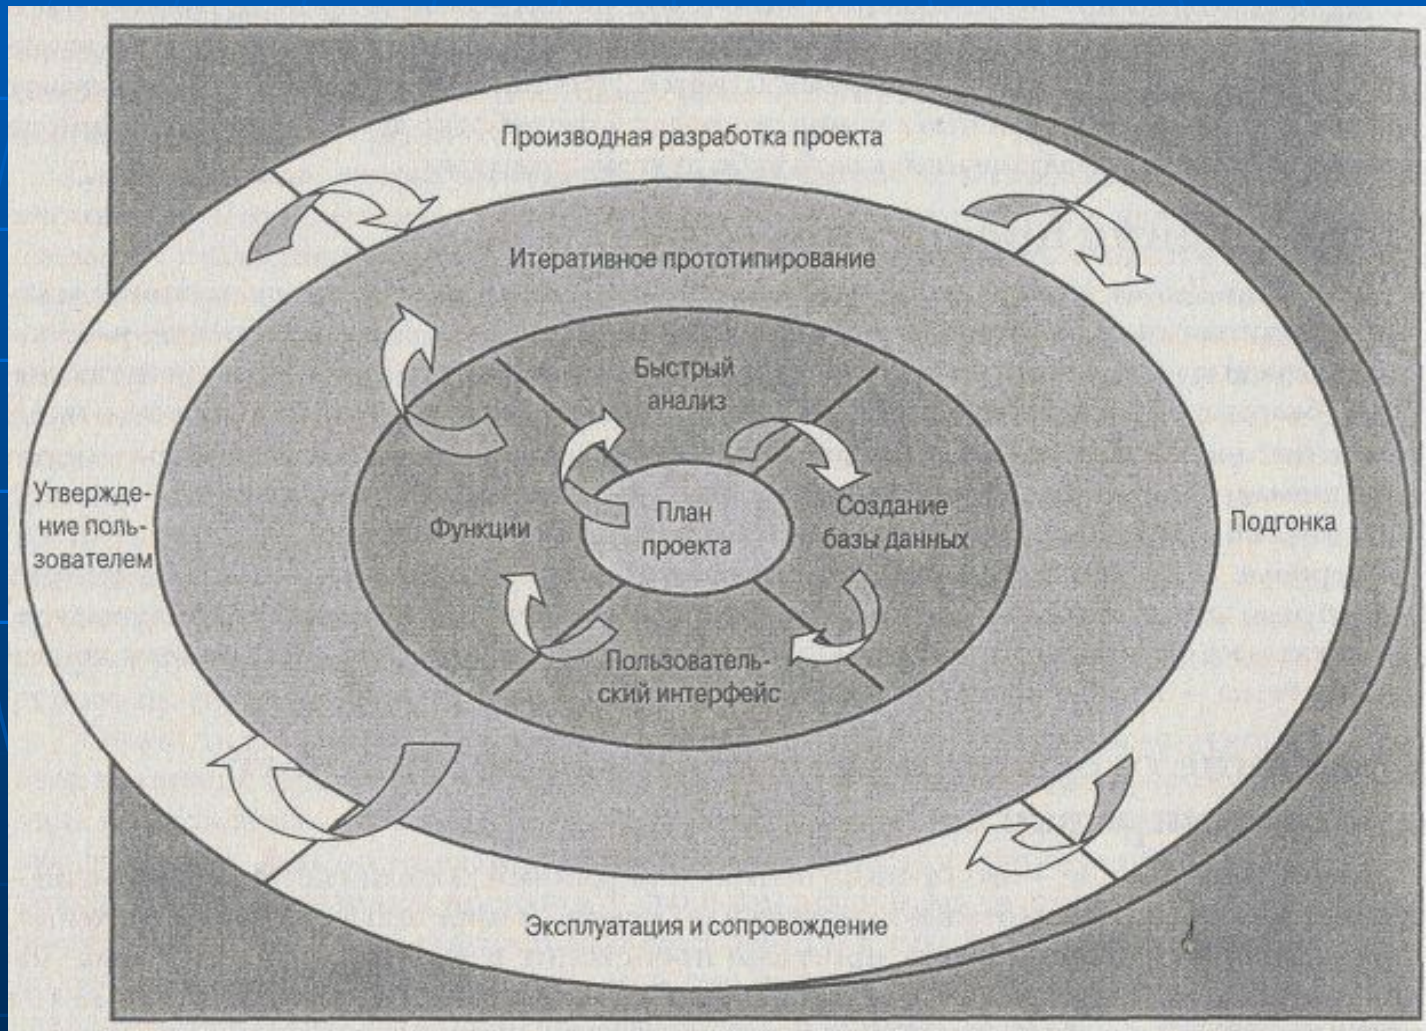 Производная разработка проекта
Итеративное прототипирование
Быстрый
анализ
Утвержде-
ние поль-
зователем
Функции
План
проекта
Создание
базы данных
Подгонка
Пользователь-
ский интерфейс
Эксплуатация и сопровождение